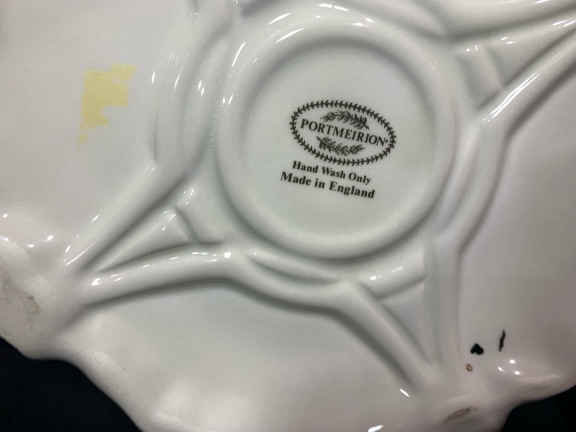 PORTMEIRION®
Hand Wash Only
Made in England